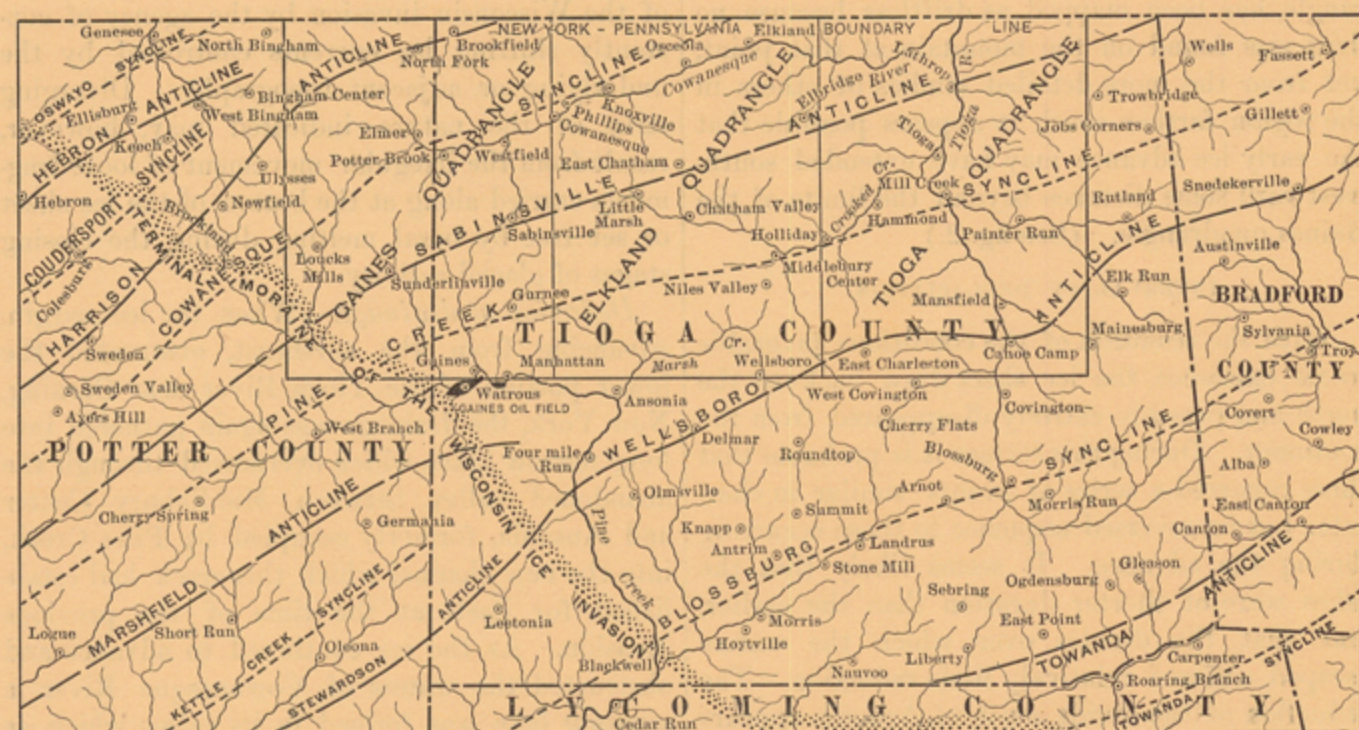 NEW YORK - PENNSYLVANIA BOUNDARY LINE
Genesee
North Bingham
Brookfield
North Fork
Osceola
Elkland
Lathrop
Wells
Fassett
OSWAYO SYNCLINE
HEBRON ANTICLINE
ANTICLINE
Ellisburg
Bingham Center
West Bingham
Keech
Elmer
Potter Brook
Westfield
Knoxville
Phillips
Cowanesque
Cowanesque
Elbridge
River
Tioga
R.
Trowbridge
Jobs Corners
Gillett
QUADRANGLE
QUADRANGLE
QUADRANGLE
SYNCLINE
ANTICLINE
East Chatham
Tioga
Mill Creek
Crooked Cr.
Hammond
SYNCLINE
Rutland
Snedekerville
Hebron
Ulysses
Newfield
Brookland
COUDERSPORT SYNCLINE
Colesburg
HARRISON
COWANESQUE
TERMINAL MORAINE OF THE WISCONSIN ICE INVASION
Loucks
Mills
GAINES
SABINSVILLE
Sabinsville
Little
Marsh
Chatham Valley
Holliday
Middlebury
Center
Painter Run
Austinville
Sunderlinville
Gurnee
ELKLAND
Niles Valley
TIOGA
Mansfield
ANTICLINE
Elk Run
BRADFORD
COUNTY
Sylvania
Troy
Mainesburg
TIOGA COUNTY
Sweden
PINE CREEK
Gaines
Manhattan
Marsh Cr.
Wellsboro
East Charleston
Canoe Camp
Sweden Valley
Ayers Hill
Watrous
GAINES OIL FIELD
Ansonia
West Covington
Covington
Covert
Cowley
West Branch
POTTER COUNTY
WELLSBORO
Delmar
Cherry Flats
Roundtop
Blossburg
SYNCLINE
Four mile
Run
Olmsville
Arnot
Morris Run
Alba
East Canton
Canton
Cherry Spring
ANTICLINE
Germania
Pine
Creek
Knapp
Summit
Antrim
Landrus
Stone Mill
BLOSSBURG
Gleason
Ogdensburg
ANTICLINE
MARSHFIELD
SYNCLINE
ANTICLINE
Sebring
East Point
Logue
Short Run
Oleona
Leetonia
Morris
Hoytville
KETTLE CREEK
STEWARDSON
Blackwell
Nauvoo
Liberty
TOWANDA
Carpenter
SYNCLINE
Roaring Branch
TOWANDA
LYCOMING COUNTY
Cedar Run